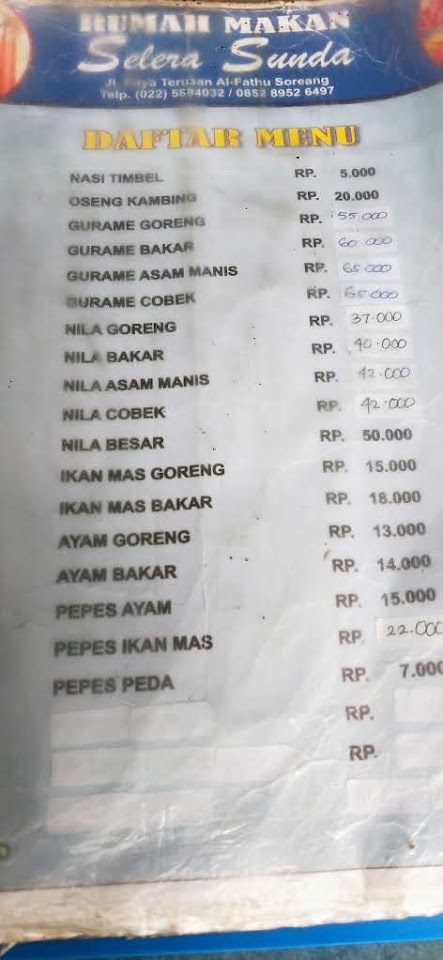 RUMAH MAKAN
Selera Sunda
Jl. Raya Terusan Al-Fathu Soreang
Telp. (022) 5894032 / 0852 8952 6497
DAFTAR MENU
NASI TIMBEL RP. 5.000
OSENG KAMBING RP. 20.000
GURAME GORENG RP. 55 000
GURAME BAKAR RP. 60 000
GURAME ASAM MANIS RP. 65 000
GURAME COBEK RP. 65.000
NILA GORENG RP. 37.000
NILA BAKAR RP. 40.000
NILA ASAM MANIS RP. 42.000
NILA COBEK RP. 42.000
NILA BESAR RP. 50.000
IKAN MAS GORENG RP. 15.000
IKAN MAS BAKAR RP. 18.000
AYAM GORENG RP. 13.000
AYAM BAKAR RP. 14.000
PEPES AYAM RP. 15.000
PEPES IKAN MAS RP. 22.000
PEPES PEDA RP. 7.000
RP.
RP.